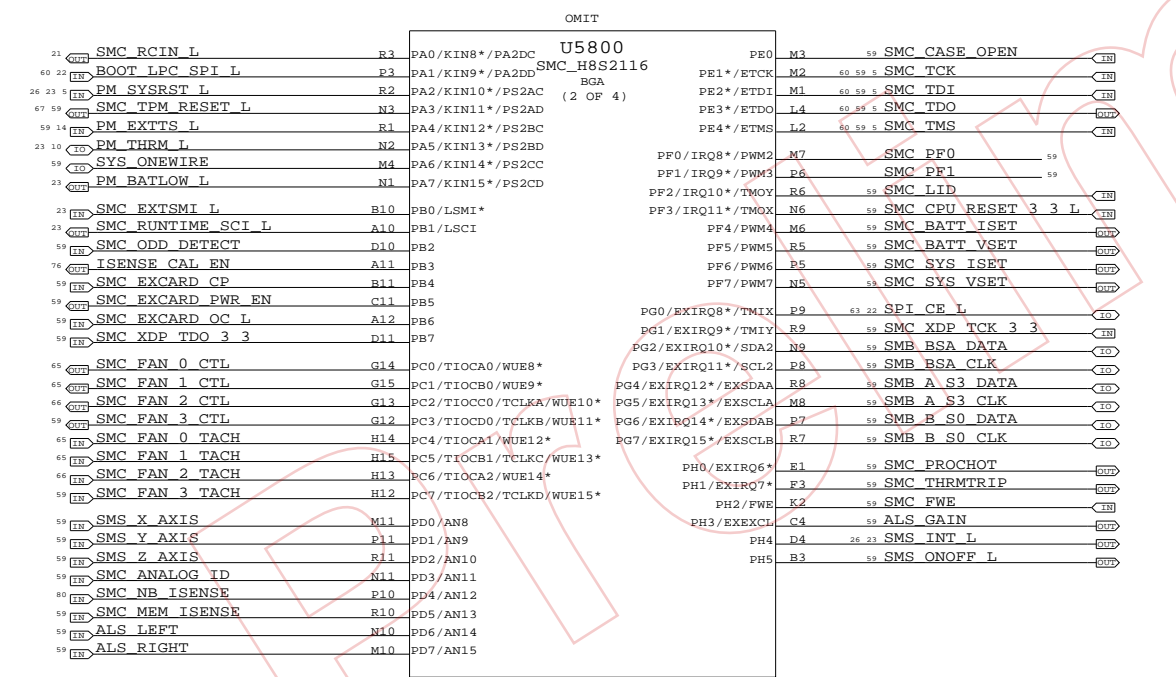 OMIT
U5800
SMC_H8S2116
BGA
(2 OF 4)
21 OUT SMC_RCIN_L R3 PA0/KIN8*/PA2DC
60 22 IN BOOT_LPC_SPI_L P3 PA1/KIN9*/PA2DD
26 23 5 IN PM_SYSRST_L R2 PA2/KIN10*/PS2AC
67 59 OUT SMC_TPM_RESET_L N3 PA3/KIN11*/PS2AD
59 14 IN PM_EXTTS_L R1 PA4/KIN12*/PS2BC
23 10 IO PM_THRM_L N2 PA5/KIN13*/PS2BD
59 IO SYS_ONEWIRE M4 PA6/KIN14*/PS2CC
23 OUT PM_BATLOW_L N1 PA7/KIN15*/PS2CD
23 IN SMC_EXTSMI_L B10 PB0/LSMI*
23 OUT SMC_RUNTIME_SCI_L A10 PB1/LSCI
59 IN SMC_ODD_DETECT D10 PB2
76 OUT ISENSE_CAL_EN A11 PB3
59 IN SMC_EXCARD_CP B11 PB4
59 OUT SMC_EXCARD_PWR_EN C11 PB5
59 IN SMC_EXCARD_OC_L A12 PB6
59 IN SMC_XDP_TDO_3_3 D11 PB7
65 OUT SMC_FAN_0_CTL G14 PC0/TIOCA0/WUE8*
65 OUT SMC_FAN_1_CTL G15 PC1/TIOCB0/WUE9*
66 OUT SMC_FAN_2_CTL G13 PC2/TIOCC0/TCLKA/WUE10*
59 OUT SMC_FAN_3_CTL G12 PC3/TIOCD0/TCLKB/WUE11*
65 IN SMC_FAN_0_TACH H14 PC4/TIOCA1/WUE12*
65 IN SMC_FAN_1_TACH H15 PC5/TIOCB1/TCLKC/WUE13*
66 IN SMC_FAN_2_TACH H13 PC6/TIOCA2/WUE14*
59 IN SMC_FAN_3_TACH H12 PC7/TIOCB2/TCLKD/WUE15*
59 IN SMS_X_AXIS M11 PD0/AN8
59 IN SMS_Y_AXIS P11 PD1/AN9
59 IN SMS_Z_AXIS R11 PD2/AN10
59 IN SMC_ANALOG_ID N11 PD3/AN11
80 IN SMC_NB_ISENSE P10 PD4/AN12
59 IN SMC_MEM_ISENSE R10 PD5/AN13
59 IN ALS_LEFT N10 PD6/AN14
59 IN ALS_RIGHT M10 PD7/AN15
PE0 M3 59 SMC_CASE_OPEN IN
PE1*/ETCK M2 60 59 5 SMC_TCK IN
PE2*/ETDI M1 60 59 5 SMC_TDI IN
PE3*/ETDO L4 60 59 5 SMC_TDO OUT
PE4*/ETMS L2 60 59 5 SMC_TMS IN
PF0/IRQ8*/PWM2 M7 SMC_PF0 59
PF1/IRQ9*/PWM3 P6 SMC_PF1 59
PF2/IRQ10*/TMOY R6 59 SMC_LID IN
PF3/IRQ11*/TMOX N6 59 SMC_CPU_RESET_3_3_L IN
PF4/PWM4 M6 59 SMC_BATT_ISET OUT
PF5/PWM5 R5 59 SMC_BATT_VSET OUT
PF6/PWM6 P5 59 SMC_SYS_ISET OUT
PF7/PWM7 N5 59 SMC_SYS_VSET OUT
PG0/EXIRQ8*/TMIX P9 63 22 SPI_CE_L IO
PG1/EXIRQ9*/TMIY R9 59 SMC_XDP_TCK_3_3 IN
PG2/EXIRQ10*/SDA2 N9 59 SMB_BSA_DATA IO
PG3/EXIRQ11*/SCL2 P8 59 SMB_BSA_CLK IO
PG4/EXIRQ12*/EXSDAA R8 59 SMB_A_S3_DATA IO
PG5/EXIRQ13*/EXSCLA M8 59 SMB_A_S3_CLK IO
PG6/EXIRQ14*/EXSDAB P7 59 SMB_B_S0_DATA IO
PG7/EXIRQ15*/EXSCLB R7 59 SMB_B_S0_CLK IO
PH0/EXIRQ6* E1 59 SMC_PROCHOT OUT
PH1/EXIRQ7* F3 59 SMC_THRMTRIP OUT
PH2/FWE K2 59 SMC_FWE IN
PH3/EXEXCL C4 59 ALS_GAIN OUT
PH4 D4 26 23 SMS_INT_L OUT
PH5 B3 59 SMS_ONOFF_L OUT